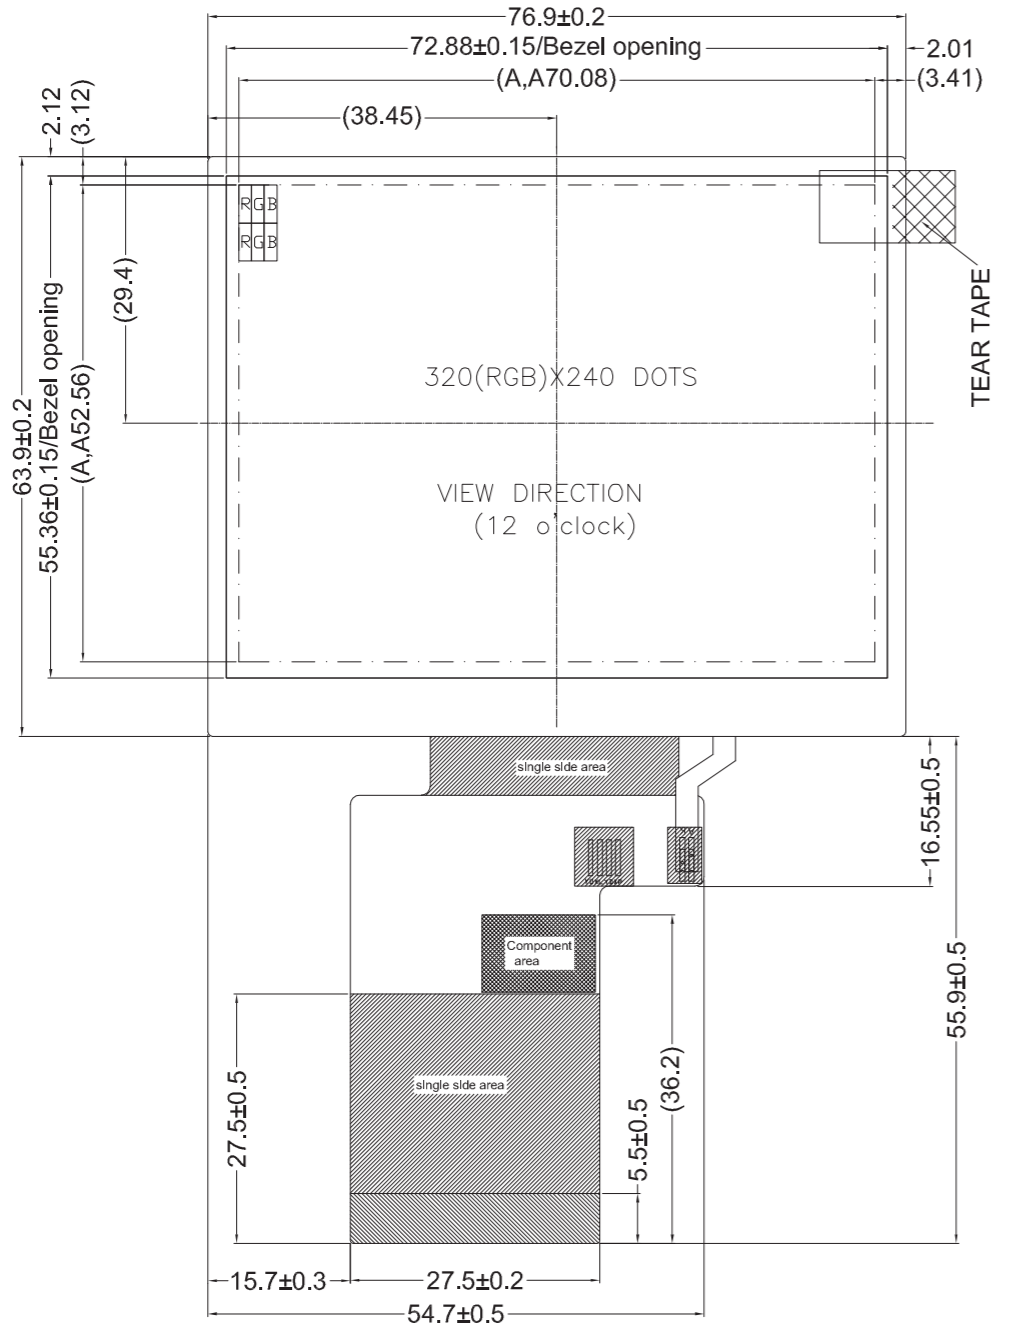 76.9±0.2
72.88±0.15/Bezel opening
2.01
(A,A70.08)
(3.41)
(38.45)
2.12
(3.12)
RGB
RGB
(29.4)
TEAR TAPE
63.9±0.2
55.36±0.15/Bezel opening
(A,A52.56)
320(RGB)X240 DOTS
VIEW DIRECTION
(12 o'clock)
single side area
16.55±0.5
Component
area
55.9±0.5
single side area
(36.2)
27.5±0.5
5.5±0.5
15.7±0.3
27.5±0.2
54.7±0.5